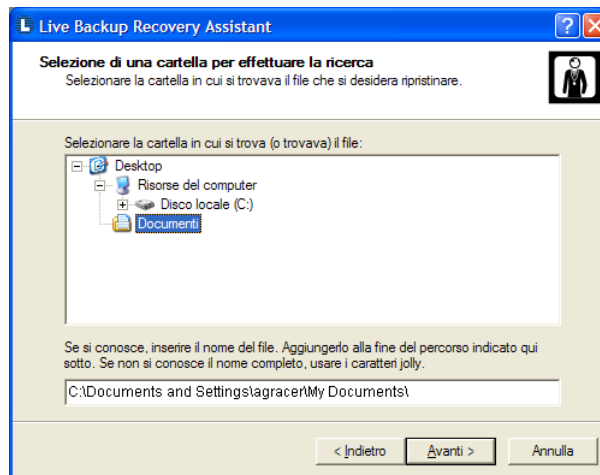 Live Backup Recovery Assistant
Selezione di una cartella per effettuare la ricerca
Selezionare la cartella in cui si trovava il file che si desidera ripristinare.
Selezionare la cartella in cui si trova (o trovava) il file:
Desktop
Risorse del computer
Disco locale (C:)
Documenti
Se si conosce, inserire il nome del file. Aggiungerlo alla fine del percorso indicato qui
sotto. Se non si conosce il nome completo, usare i caratteri jolly.
C:\Documents and Settings\agracer\My Documents\
< Indietro Avanti > Annulla